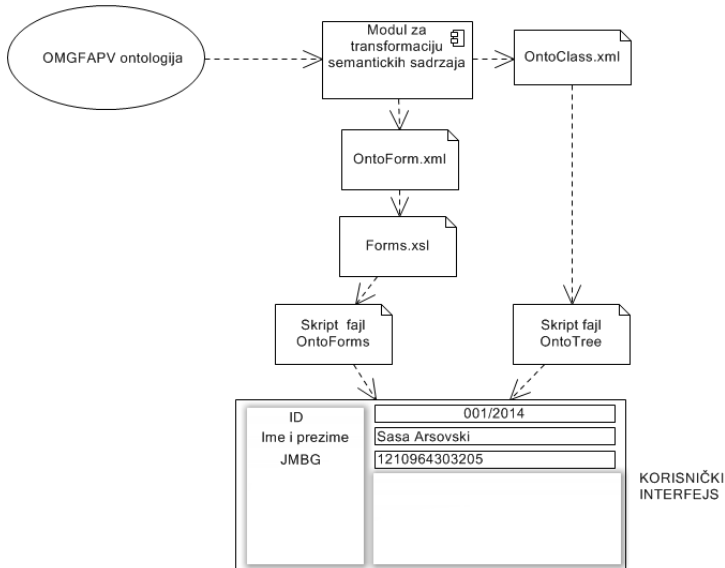 OMGFAPV ontologija
Modul za
transformaciju
semantickih sadrzaja
OntoClass.xml
OntoForm.xml
Forms.xsl
Skript fajl
OntoForms
Skript fajl
OntoTree
ID
001/2014
Ime i prezime
Sasa Arsovski
JMBG
1210964303205
KORISNIČKI
INTERFEJS